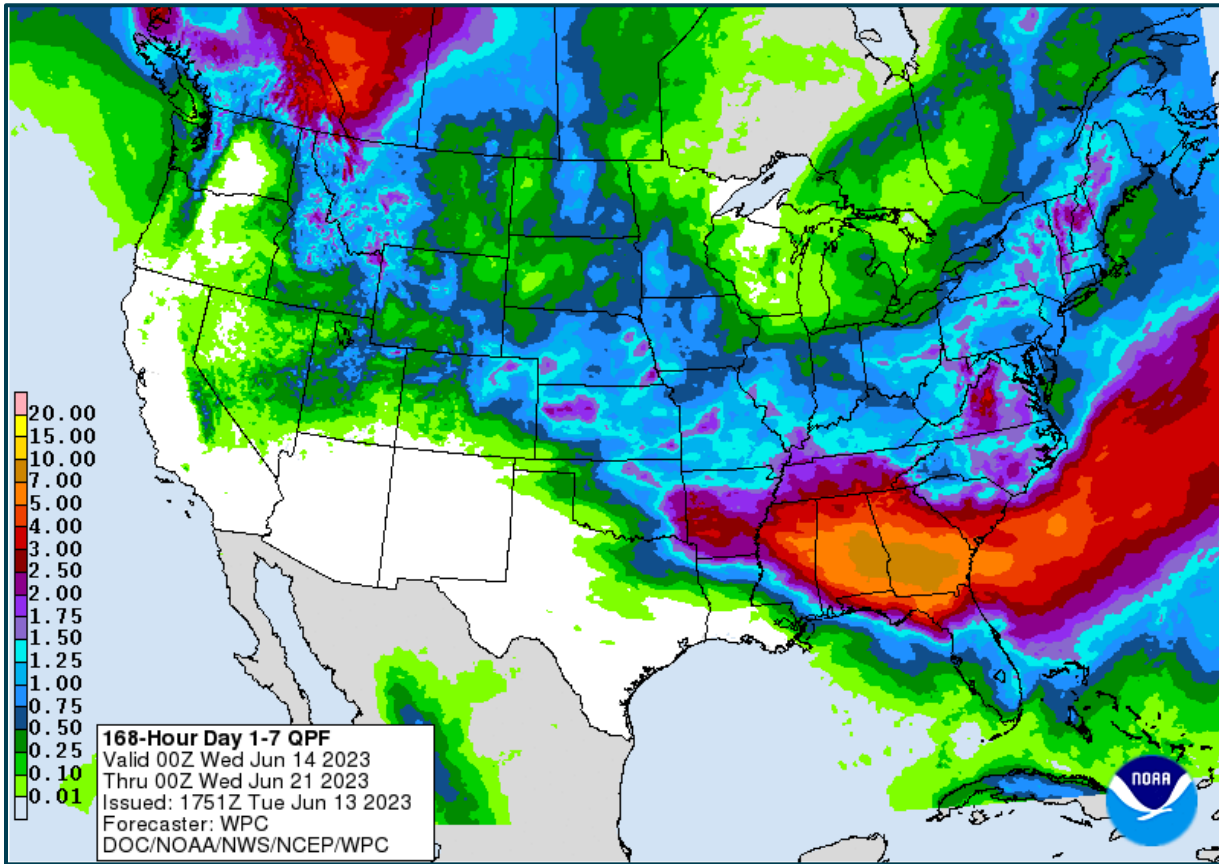 20.00
15.00
10.00
7.00
5.00
4.00
3.00
2.50
2.00
1.75
1.50
1.25
1.00
0.75
0.50
0.25
0.10
0.01
168-Hour Day 1-7 QPF
Valid 00Z Wed Jun 14 2023
Thru 00Z Wed Jun 21 2023
Issued: 1751Z Tue Jun 13 2023
Forecaster: WPC
DOC/NOAA/NWS/NCEP/WPC
NOAA